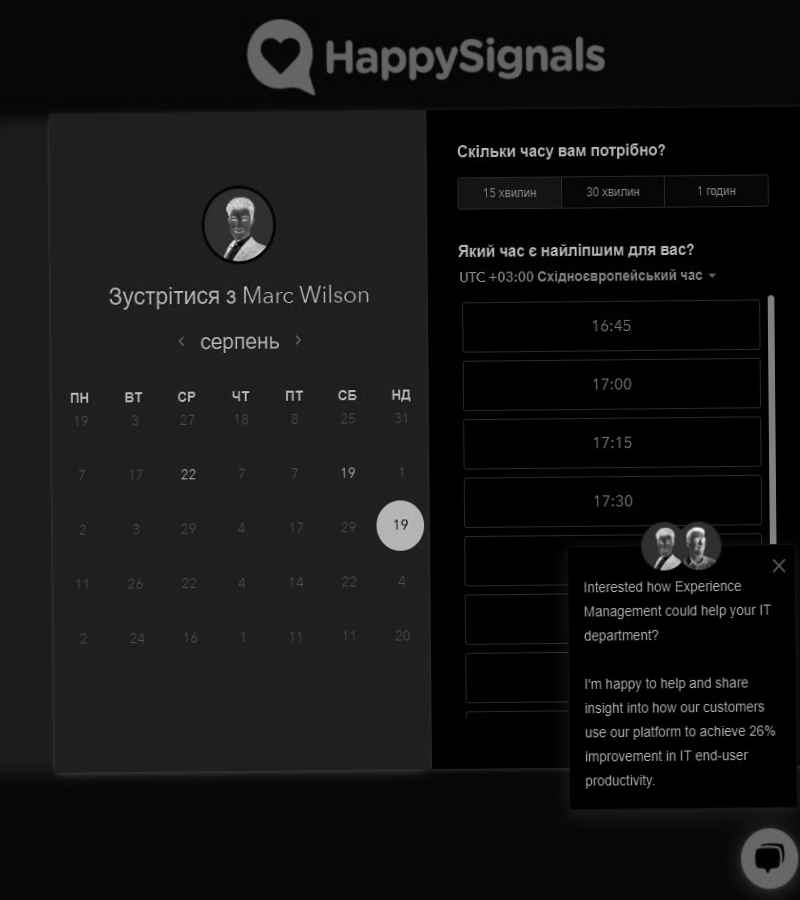 HappySignals
Зустрітися з Marc Wilson
серпень
ПН ВТ СР ЧТ ПТ СБ НД
19 3 27 18 8 25 31
7 17 22 7 7 19 1
2 3 29 4 17 29 19
11 26 22 4 14 22 4
2 24 16 1 11 11 20
Скільки часу вам потрібно?
15 хвилин 30 хвилин 1 годин
Який час є найліпшим для вас?
UTC +03:00 Східноєвропейський час
16:45
17:00
17:15
17:30
Interested how Experience
Management could help your IT
department?
I'm happy to help and share
insight into how our customers
use our platform to achieve 26%
improvement in IT end-user
productivity.